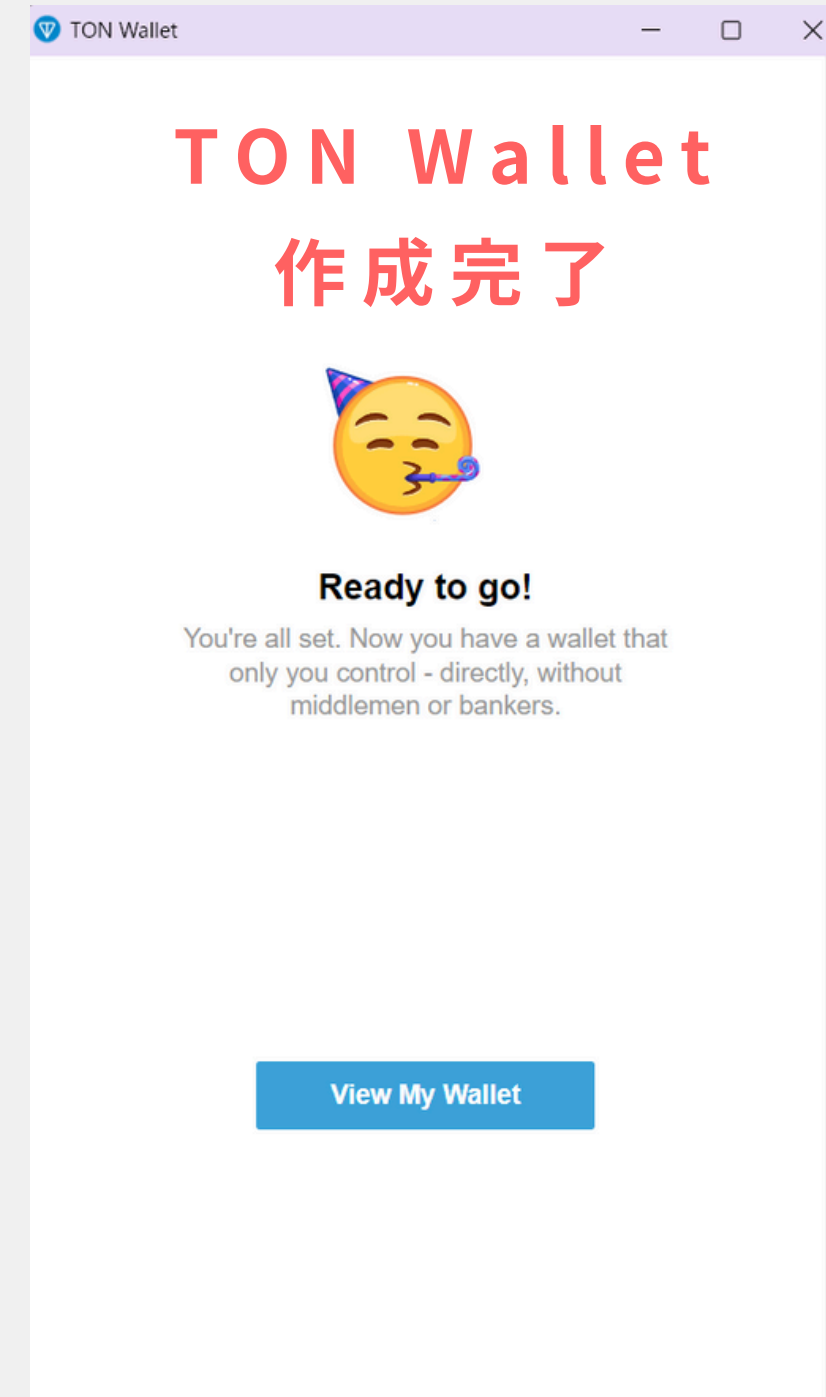 TON Wallet
TON Wallet
作成完了
Ready to go!
You're all set. Now you have a wallet that
only you control - directly, without
middlemen or bankers.
View My Wallet